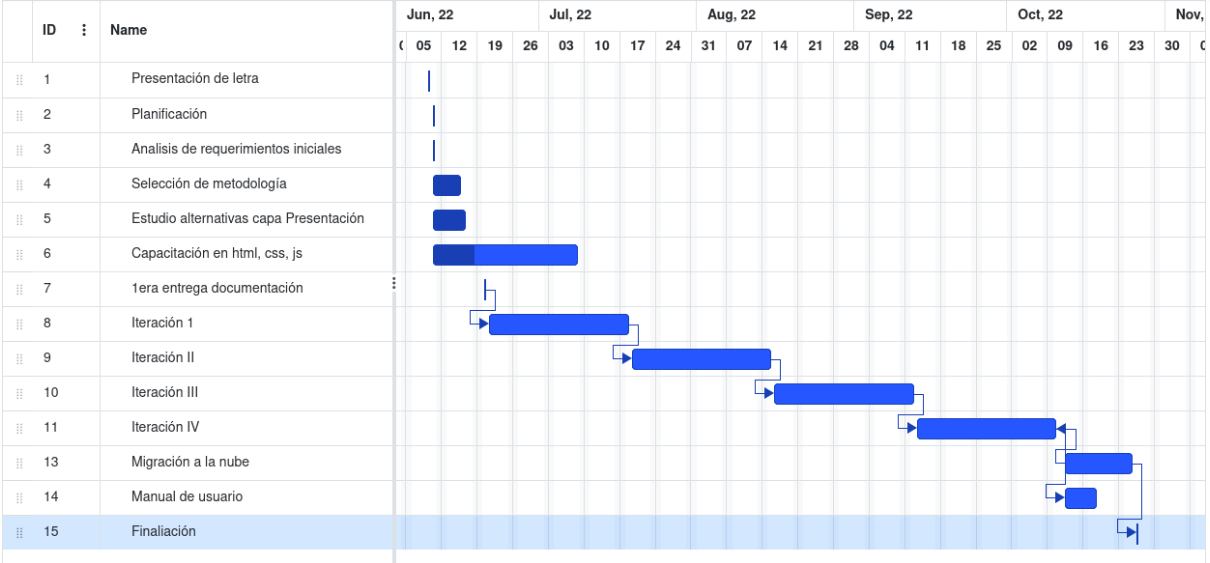 ID Name Jun, 22 Jul, 22 Aug, 22 Sep, 22 Oct, 22 Nov,
05 12 19 26 03 10 17 24 31 07 14 21 28 04 11 18 25 02 09 16 23 30
1 Presentación de letra
2 Planificación
3 Analisis de requerimientos iniciales
4 Selección de metodología
5 Estudio alternativas capa Presentación
6 Capacitación en html, css, js
7 1era entrega documentación
8 Iteración 1
9 Iteración II
10 Iteración III
11 Iteración IV
13 Migración a la nube
14 Manual de usuario
15 Finaliación